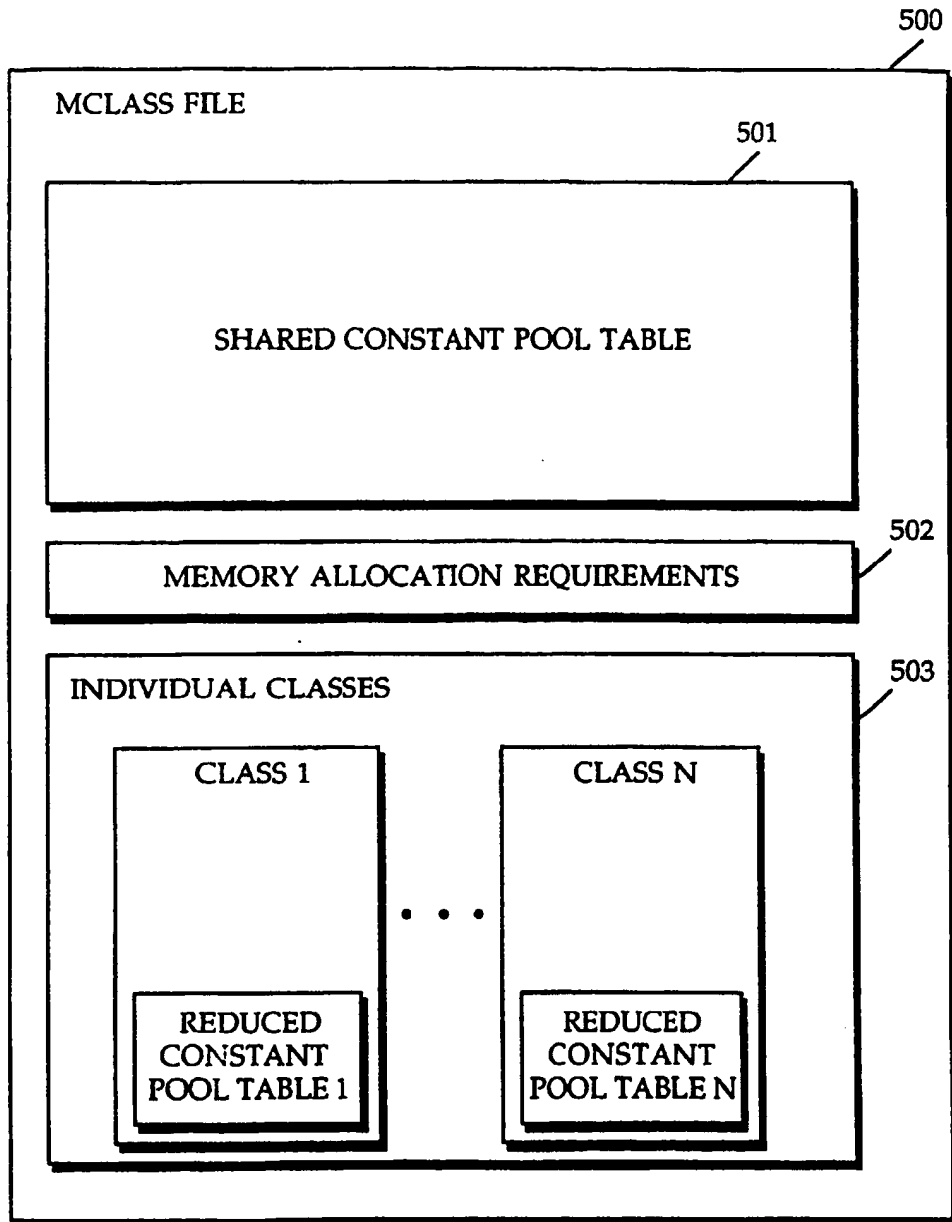 500
MCLASS FILE
501
SHARED CONSTANT POOL TABLE
502
MEMORY ALLOCATION REQUIREMENTS
503
INDIVIDUAL CLASSES
CLASS 1
REDUCED
CONSTANT
POOL TABLE 1
• • •
CLASS N
REDUCED
CONSTANT
POOL TABLE N